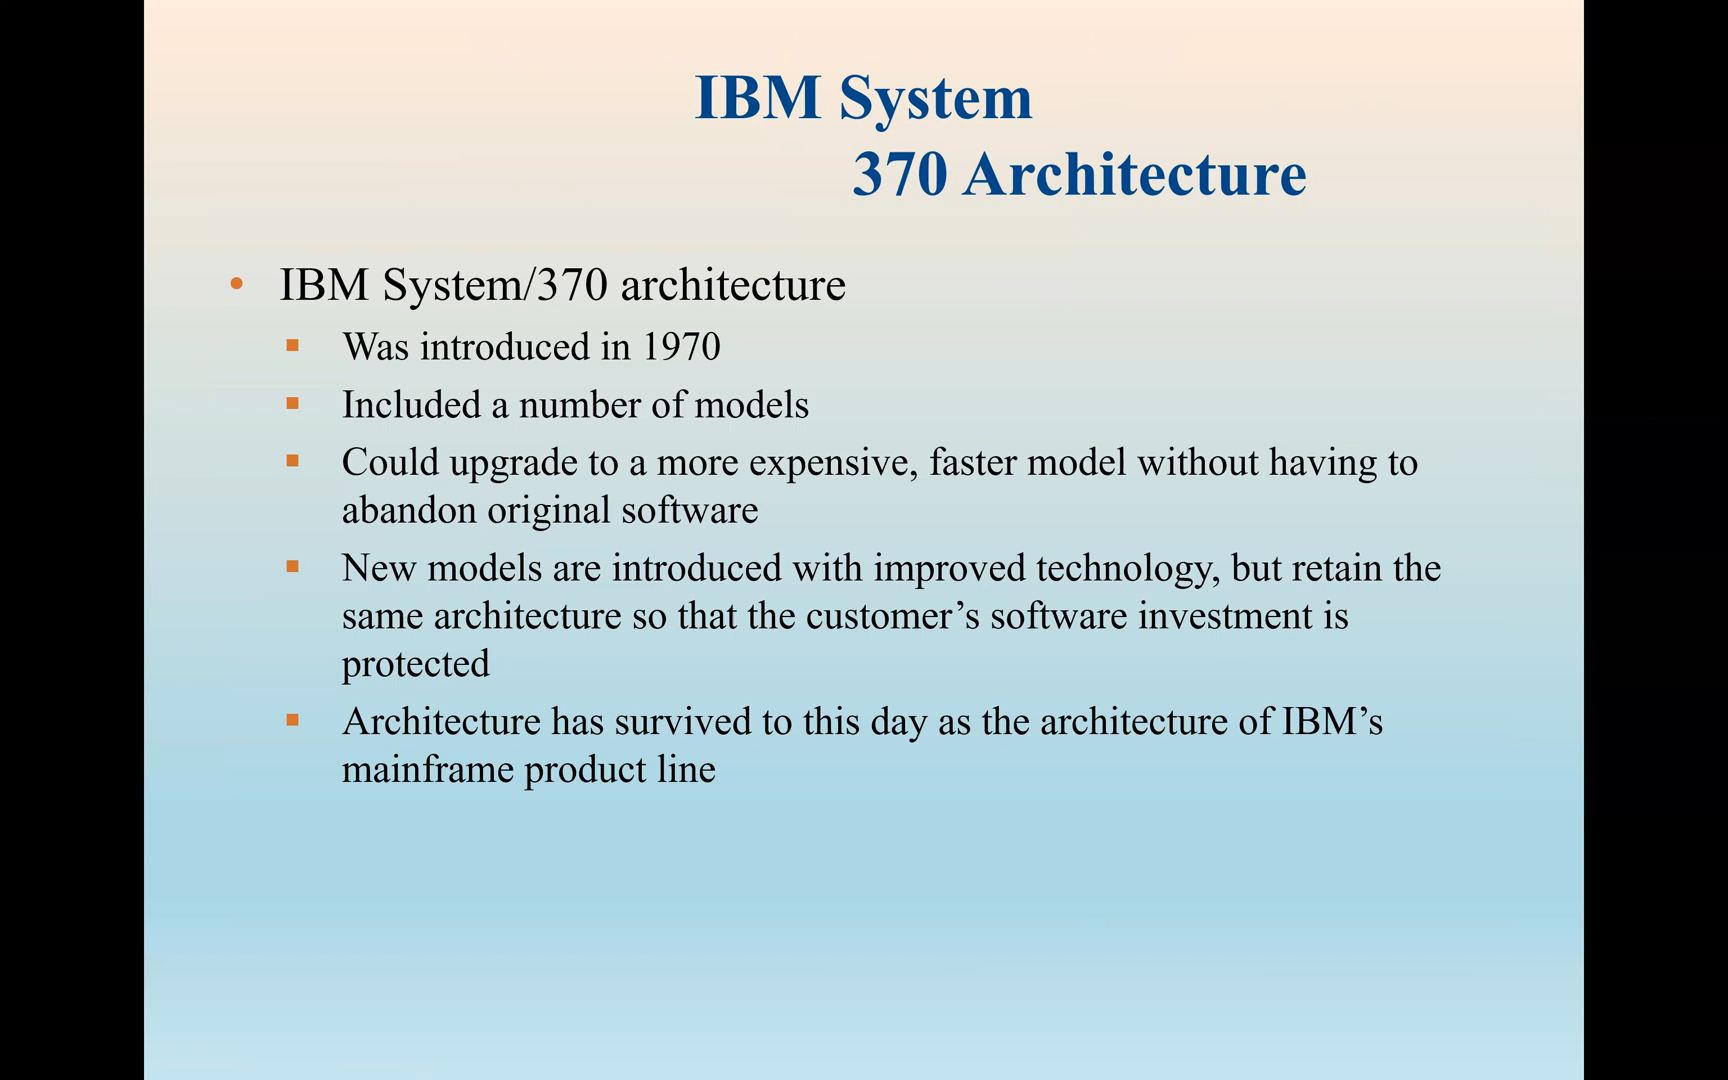 IBM System
370 Architecture
• IBM System/370 architecture
▪ Was introduced in 1970
▪ Included a number of models
▪ Could upgrade to a more expensive, faster model without having to
abandon original software
▪ New models are introduced with improved technology, but retain the
same architecture so that the customer’s software investment is
protected
▪ Architecture has survived to this day as the architecture of IBM’s
mainframe product line